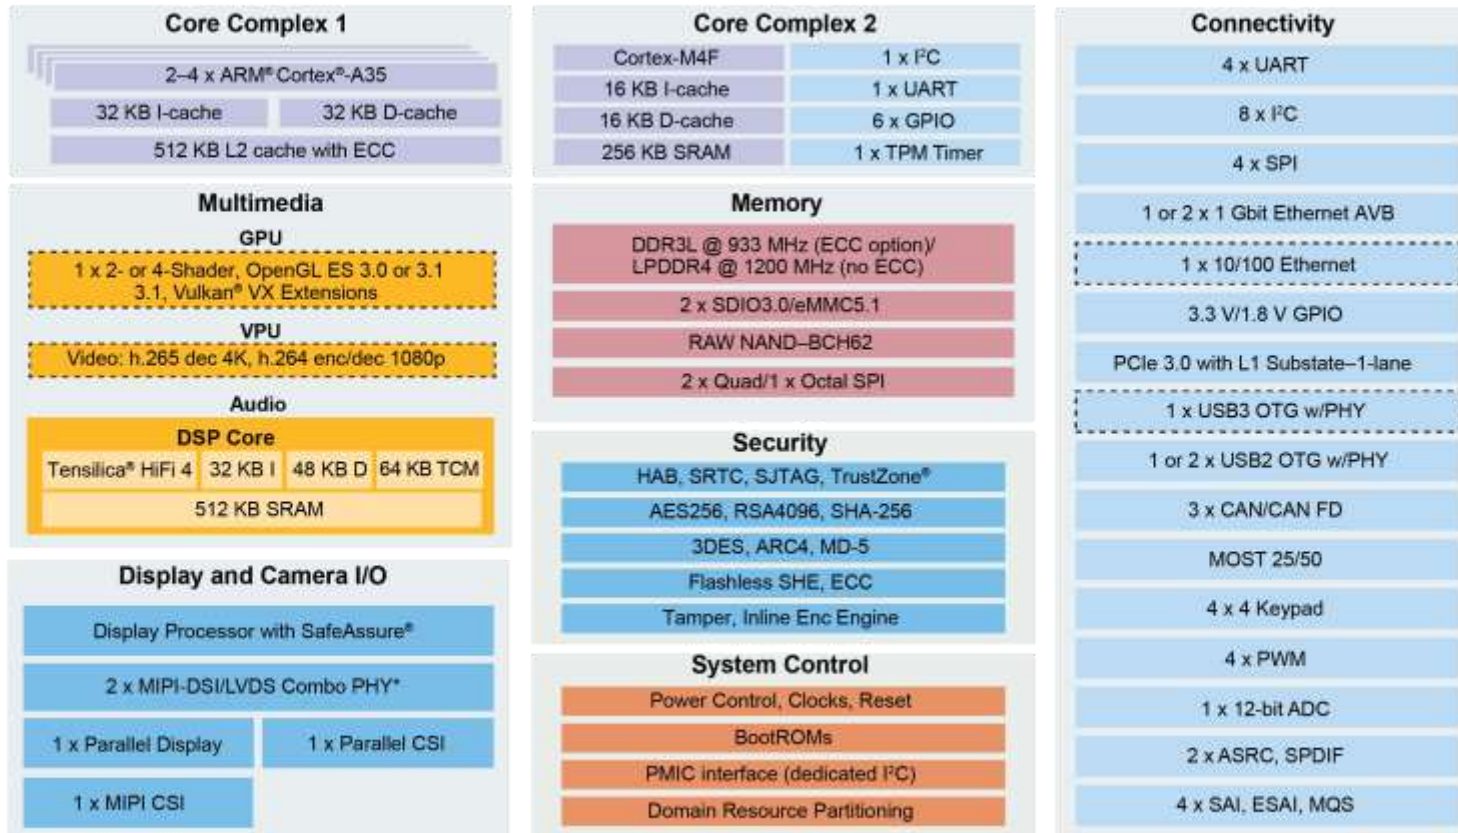 Core Complex 1
2–4 x ARM® Cortex®-A35
32 KB I-cache
32 KB D-cache
512 KB L2 cache with ECC
Multimedia
GPU
1 x 2- or 4-Shader, OpenGL ES 3.0 or 3.1
3.1, Vulkan® VX Extensions
VPU
Video: h.265 dec 4K, h.264 enc/dec 1080p
Audio
DSP Core
Tensilica® HiFi 4
32 KB I
48 KB D
64 KB TCM
512 KB SRAM
Display and Camera I/O
Display Processor with SafeAssure®
2 x MIPI-DSI/LVDS Combo PHY*
1 x Parallel Display
1 x Parallel CSI
1 x MIPI CSI
Core Complex 2
Cortex-M4F
1 x I²C
16 KB I-cache
1 x UART
16 KB D-cache
6 x GPIO
256 KB SRAM
1 x TPM Timer
Memory
DDR3L @ 933 MHz (ECC option)/
LPDDR4 @ 1200 MHz (no ECC)
2 x SDIO3.0/eMMC5.1
RAW NAND–BCH62
2 x Quad/1 x Octal SPI
Security
HAB, SRTC, SJTAG, TrustZone®
AES256, RSA4096, SHA-256
3DES, ARC4, MD-5
Flashless SHE, ECC
Tamper, Inline Enc Engine
System Control
Power Control, Clocks, Reset
BootROMs
PMIC interface (dedicated I²C)
Domain Resource Partitioning
Connectivity
4 x UART
8 x I²C
4 x SPI
1 or 2 x 1 Gbit Ethernet AVB
1 x 10/100 Ethernet
3.3 V/1.8 V GPIO
PCIe 3.0 with L1 Substate–1-lane
1 x USB3 OTG w/PHY
1 or 2 x USB2 OTG w/PHY
3 x CAN/CAN FD
MOST 25/50
4 x 4 Keypad
4 x PWM
1 x 12-bit ADC
2 x ASRC, SPDIF
4 x SAI, ESAI, MQS